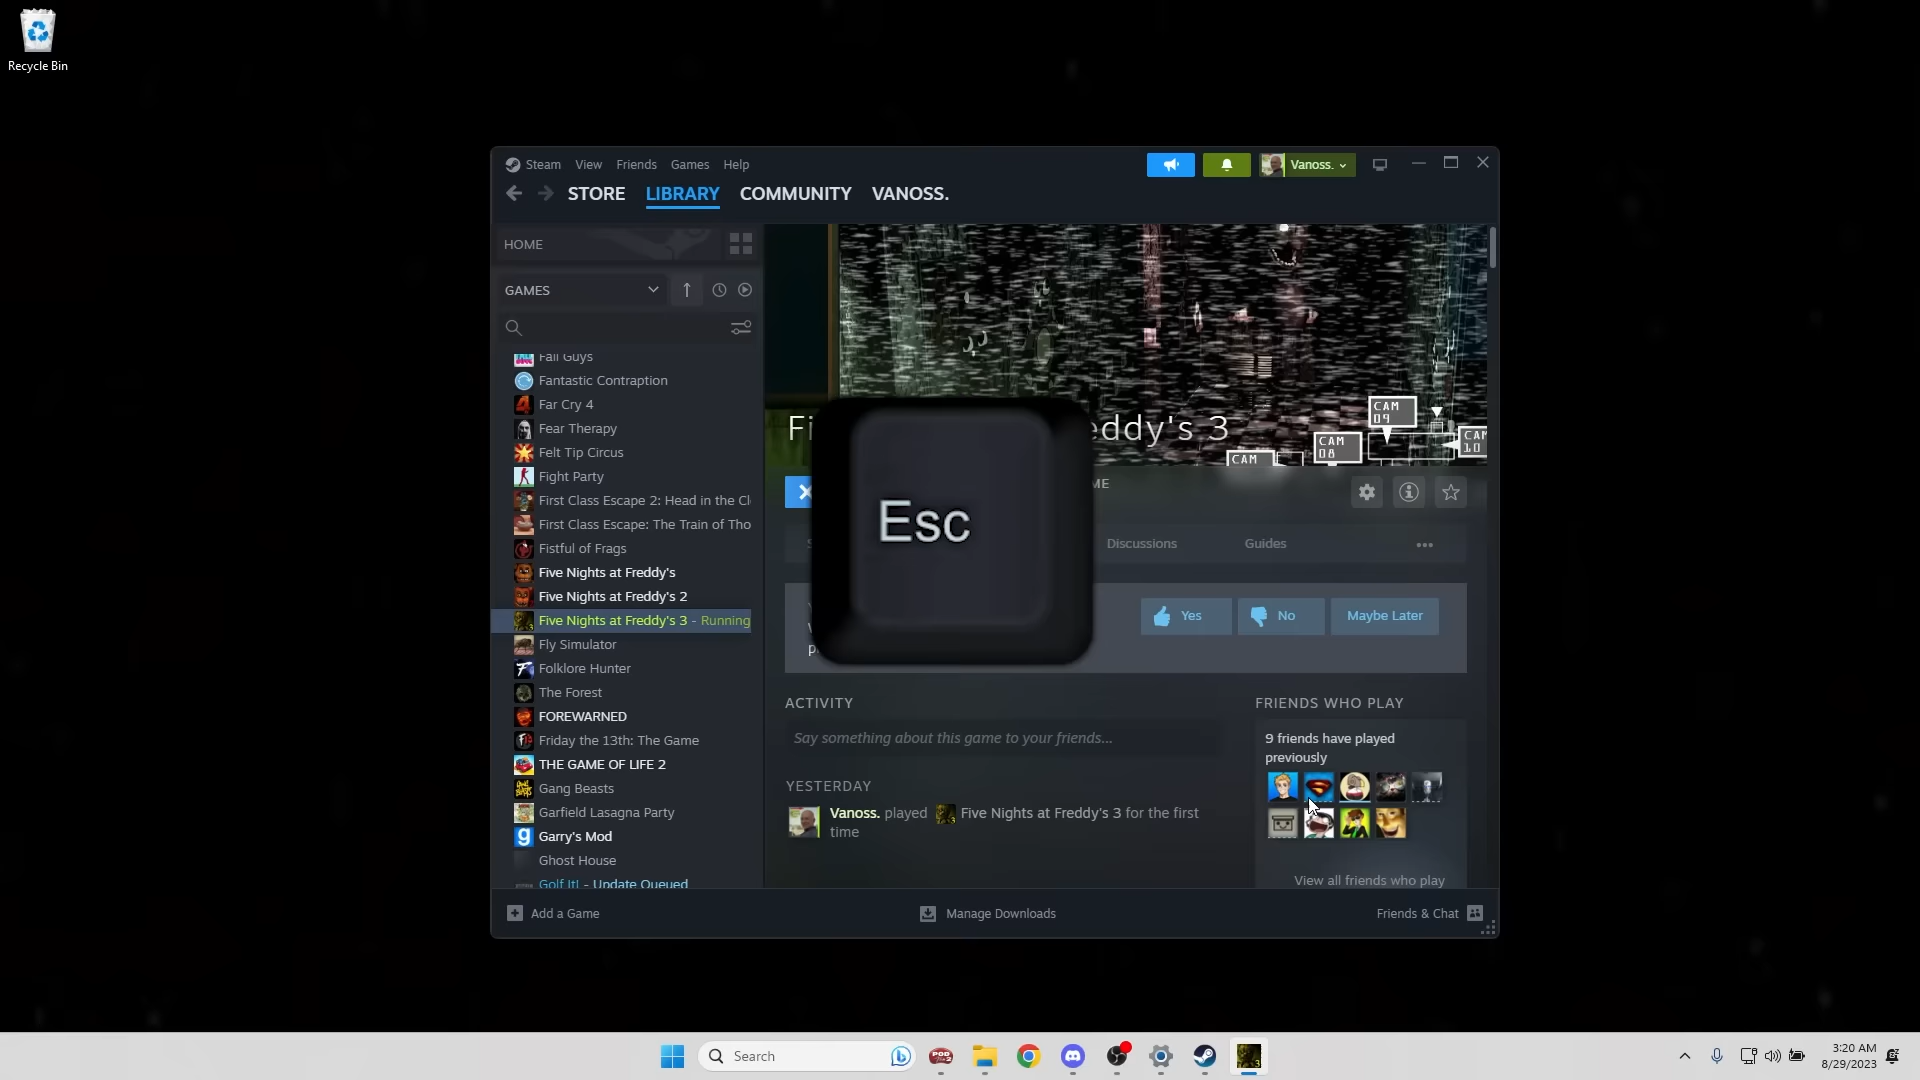 Recycle Bin
Steam View Friends Games Help
Vanoss.
STORE LIBRARY COMMUNITY VANOSS.
HOME
GAMES
Fall Guys
Fantastic Contraption
Far Cry 4
Fear Therapy
Felt Tip Circus
Fight Party
First Class Escape 2: Head in the Cl
First Class Escape: The Train of Tho
Fistful of Frags
Five Nights at Freddy's
Five Nights at Freddy's 2
Five Nights at Freddy's 3 - Running
Fly Simulator
Folklore Hunter
The Forest
FOREWARNED
Friday the 13th: The Game
THE GAME OF LIFE 2
Gang Beasts
Garfield Lasagna Party
Garry's Mod
Ghost House
Golf It! - Update Queued
CAM
09
CAM
08
CAM
10
CAM
Fi eddy's 3
ME
Esc
Discussions Guides
Yes No Maybe Later
ACTIVITY
Say something about this game to your friends...
YESTERDAY
Vanoss. played Five Nights at Freddy's 3 for the first
time
FRIENDS WHO PLAY
9 friends have played
previously
View all friends who play
Add a Game
Manage Downloads
Friends & Chat
Search
3:20 AM
8/29/2023